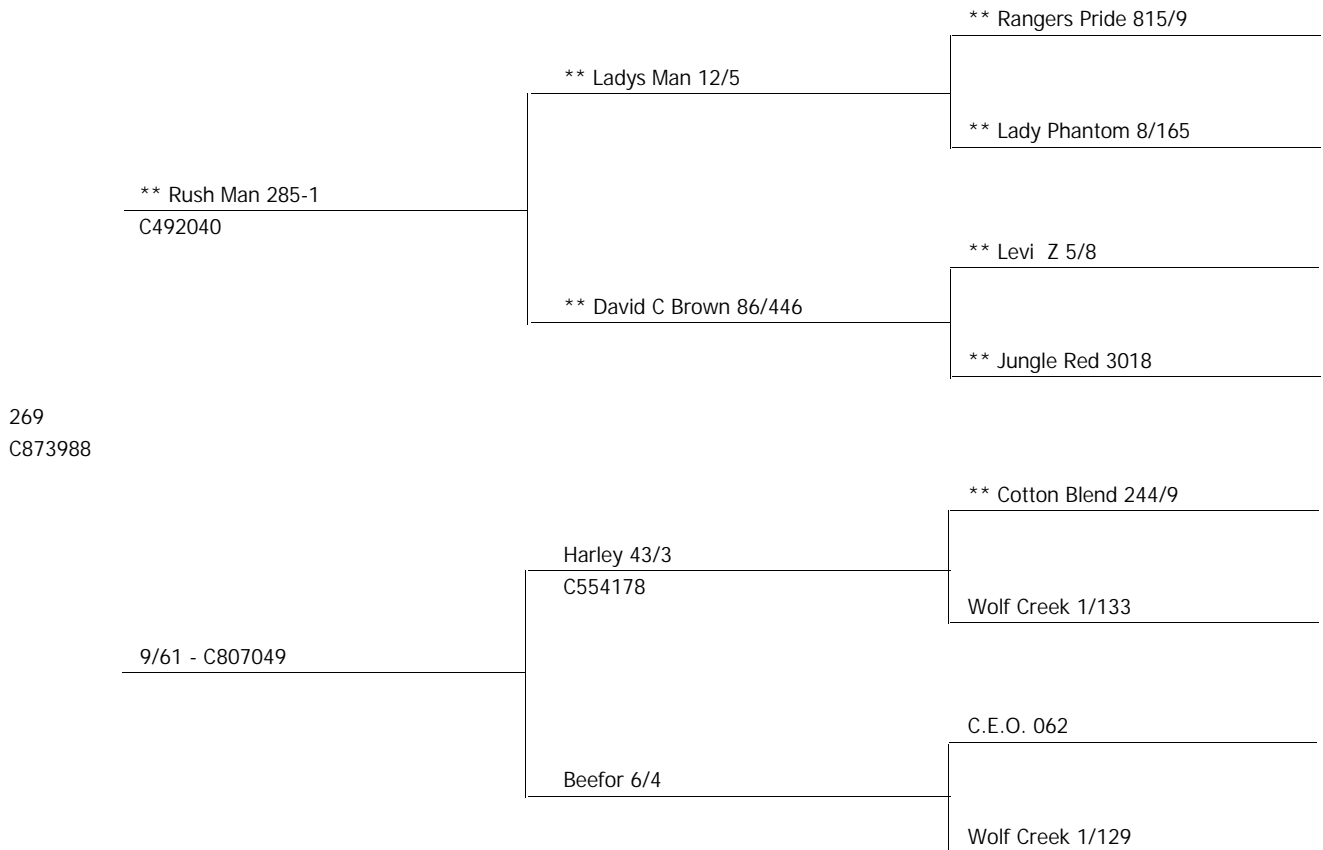 ** Rangers Pride 815/9
** Ladys Man 12/5
** Lady Phantom 8/165
** Rush Man 285-1
C492040
** Levi  Z 5/8
** David C Brown 86/446
** Jungle Red 3018
269
C873988
** Cotton Blend 244/9
Harley 43/3
C554178
Wolf Creek 1/133
9/61 - C807049
C.E.O. 062
Beefor 6/4
Wolf Creek 1/129